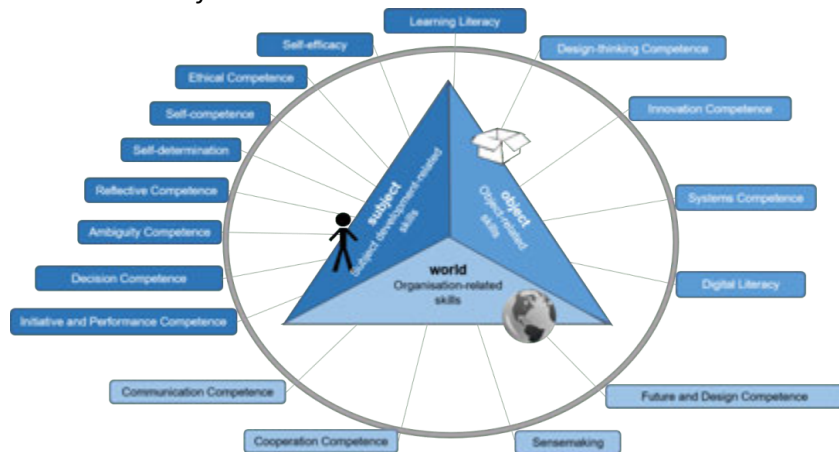 Learning Literacy
Self-efficacy
Design-thinking Competence
Ethical Competence
Innovation Competence
Self-competence
Self-determination
Reflective Competence
Systems Competence
Ambiguity Competence
Decision Competence
Digital Literacy
Initiative and Performance Competence
subject
Subject development-related
skills
object
Object-related
skills
world
Organisation-related
skills
Communication Competence
Future and Design Competence
Cooperation Competence
Sensemaking